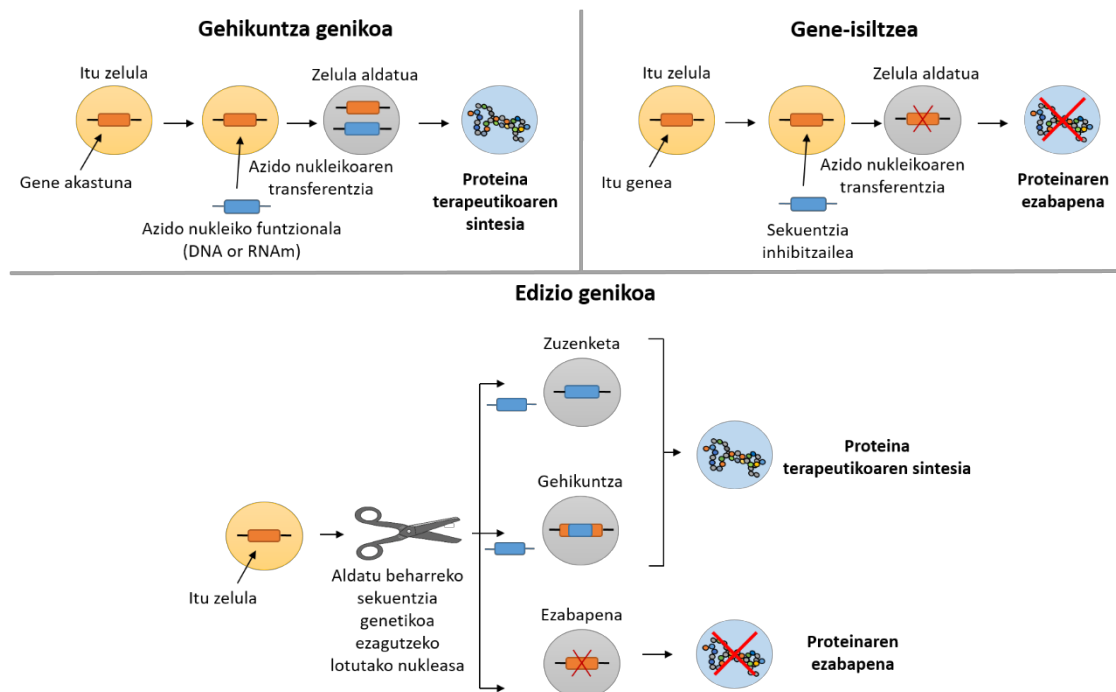 Gehikuntza genikoa
Itu zelula
Zelula aldatua
Gene akastuna
Azido nukleikoaren
transferentzia
Azido nukleiko funtzionala
(DNA or RNAm)
Proteina
terapeutikoaren
sintesia
Gene-isiltzea
Itu zelula
Zelula aldatua
Itu genea
Azido nukleikoaren
transferentzia
Sekuentzia
inhibitzailea
Proteinaren
ezabapena
Edizio genikoa
Zuzenketa
Gehikuntza
Proteina
terapeutikoaren sintesia
Itu zelula
Aldatu beharreko
sekuentzia
genetikoa
ezagutzeko
lotutako nukleasa
Ezabapena
Proteinaren
ezabapena